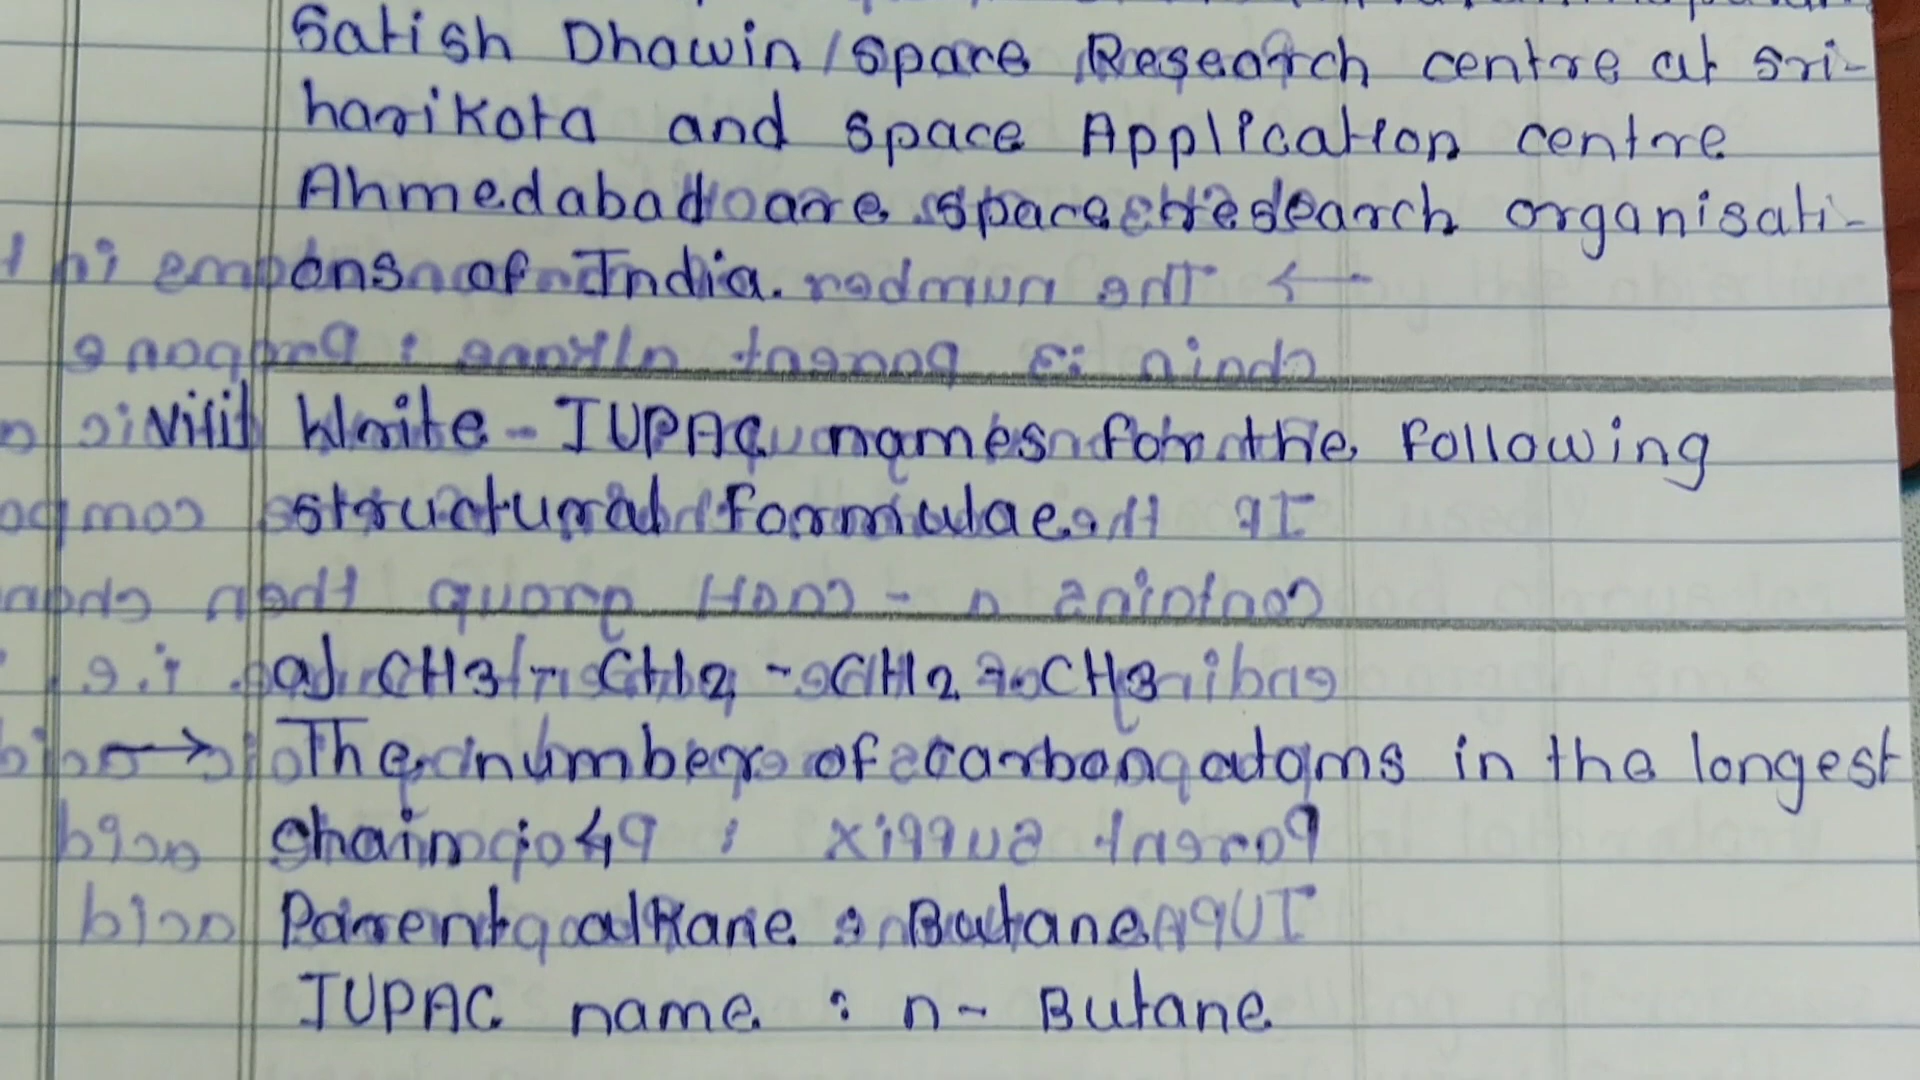 Satish Dhawin / Space Research centre at Sri-
harikota and Space Application centre
Ahmedabad are space research organisati-
ons of India.
Write IUPAC names for the following
structural formulae.
a) CH3 - CH2 - CH2 - CH3
→ The number of carbon atoms in the longest
chain : 4
Parent alkane : Butane
IUPAC name : n- Butane